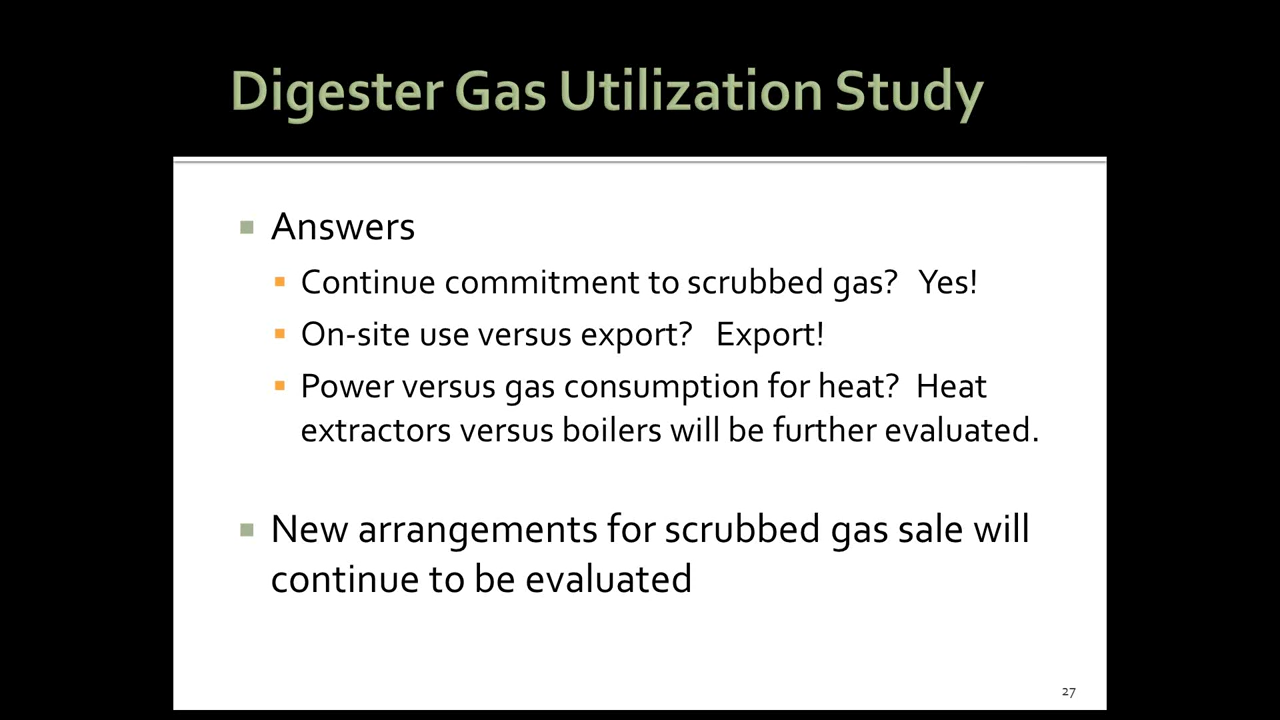 Digester Gas Utilization Study
Answers
Continue commitment to scrubbed gas?   Yes!
On-site use versus export?   Export!
Power versus gas consumption for heat?  Heat
extractors versus boilers will be further evaluated.
New arrangements for scrubbed gas sale will
continue to be evaluated
27